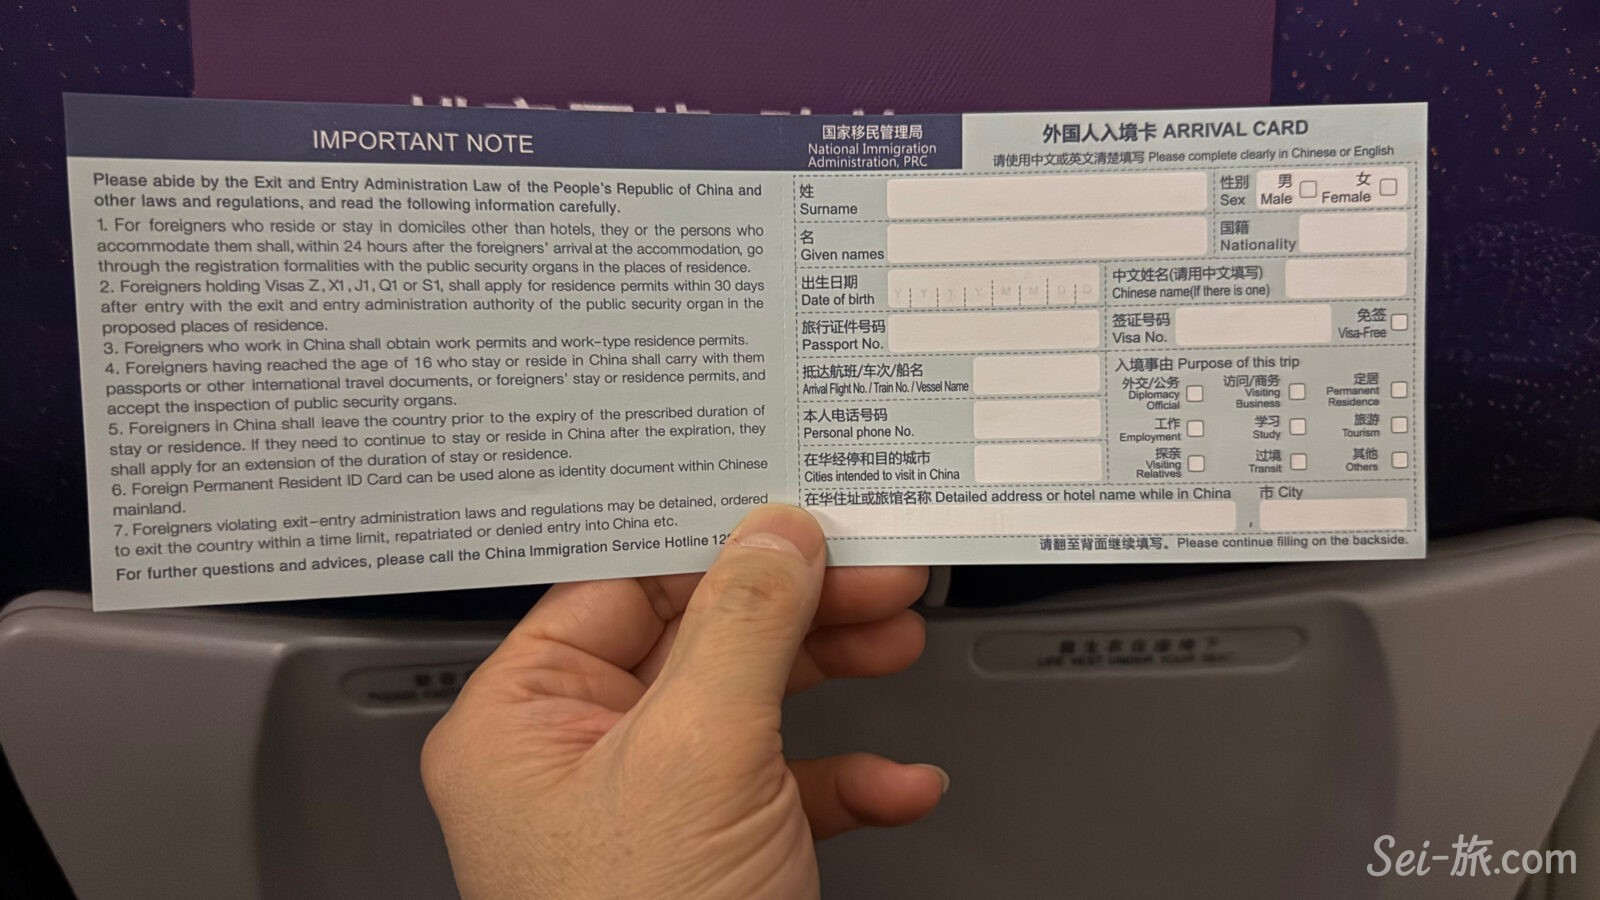 IMPORTANT NOTE
Please abide by the Exit and Entry Administration Law of the People's Republic of China and
other laws and regulations, and read the following information carefully.
1. For foreigners who reside or stay in domiciles other than hotels, they or the persons who
accommodate them shall, within 24 hours after the foreigners' arrival at the accommodation, go
through the registration formalities with the public security organs in the places of residence.
2. Foreigners holding Visas Z, X1, J1, Q1 or S1, shall apply for residence permits within 30 days
after entry with the exit and entry administration authority of the public security organ in the
proposed places of residence.
3. Foreigners who work in China shall obtain work permits and work-type residence permits.
4. Foreigners having reached the age of 16 who stay or reside in China shall carry with them
passports or other international travel documents, or foreigners' stay or residence permits, and
accept the inspection of public security organs.
5. Foreigners in China shall leave the country prior to the expiry of the prescribed duration of
stay or residence. If they need to continue to stay or reside in China after the expiration, they
shall apply for an extension of the duration of stay or residence.
6. Foreign Permanent Resident ID Card can be used alone as identity document within Chinese
mainland.
7. Foreigners violating exit-entry administration laws and regulations may be detained, ordered
to exit the country within a time limit, repatriated or denied entry into China etc.
For further questions and advices, please call the China Immigration Service Hotline 12
国家移民管理局
National Immigration
Administration, PRC
外国人入境卡 ARRIVAL CARD
请使用中文或英文清楚填写 Please complete clearly in Chinese or English
姓
Surname
性别
Sex
男
Male
女
Female
名
Given names
国籍
Nationality
出生日期
Date of birth
Y Y Y Y M M D D
中文姓名(请用中文填写)
Chinese name(if there is one)
旅行证件号码
Passport No.
签证号码
Visa No.
免签
Visa-Free
抵达航班/车次/船名
Arrival Flight No./Train No./Vessel Name
入境事由 Purpose of this trip
外交/公务
Diplomacy
Official
访问/商务
Visiting
Business
定居
Permanent
Residence
本人电话号码
Personal phone No.
工作
Employment
学习
Study
旅游
Tourism
在华经停和目的城市
Cities intended to visit in China
探亲
Visiting
Relatives
过境
Transit
其他
Others
在华住址或旅馆名称 Detailed address or hotel name while in China
市 City
,
请翻至背面继续填写。Please continue filling on the backside.
LIFE VEST UNDER YOUR SEAT
Sei-旅.com